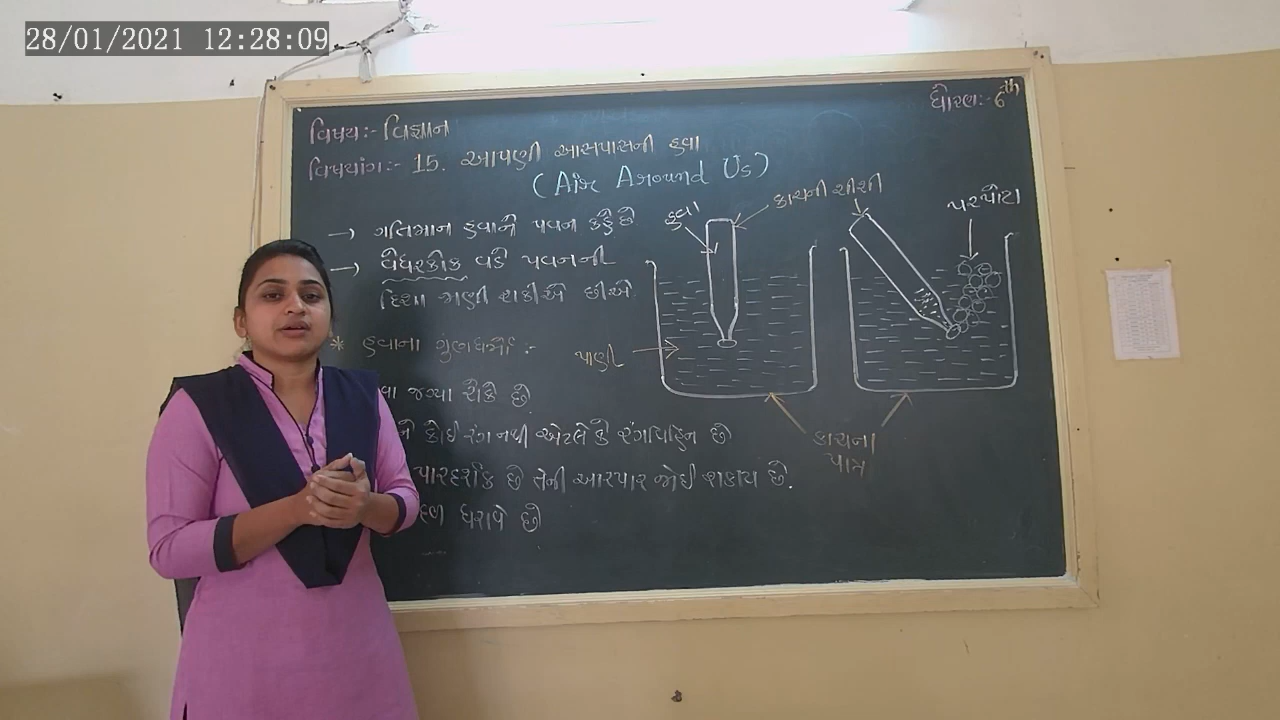 28/01/2021 12:28:09
ધોરણ:- 6th
વિષય:- વિજ્ઞાન
વિષયાંગ:- 15. આપણી આસપાસની હવા
(Air Around Us)
→ ગતિમાન હવાને પવન કહે છે
→ વેધરકોક વડે પવનની
દિશા જાણી શકીએ છીએ
* હવાના ગુણધર્મો :-
જગ્યા રોકે છે
કોઈ રંગ નથી એટલે કે રંગવિહિન છે
પારદર્શક છે તેની આરપાર જોઈ શકાય છે.
ધરાવે છે
હવા
કાચની શીશી
પરપોટા
પાણી
કાચના
પાત્ર